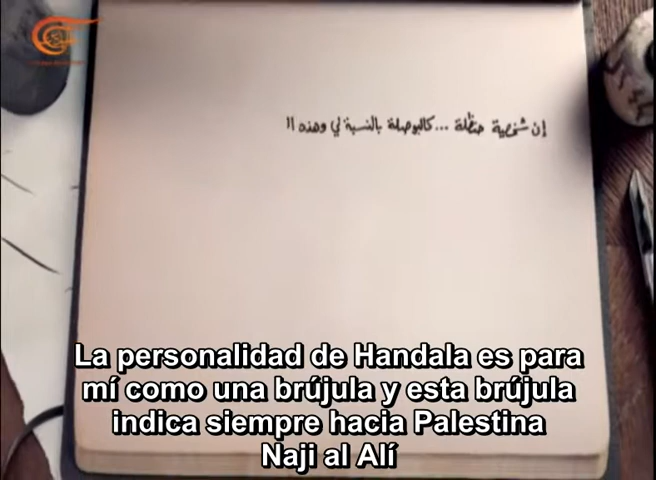 إن شخصية حنظلة ... كالبوصلة بالنسبة لي وهذه ال
La personalidad de Handala es para
mí como una brújula y esta brújula
indica siempre hacia Palestina
Naji al Alí